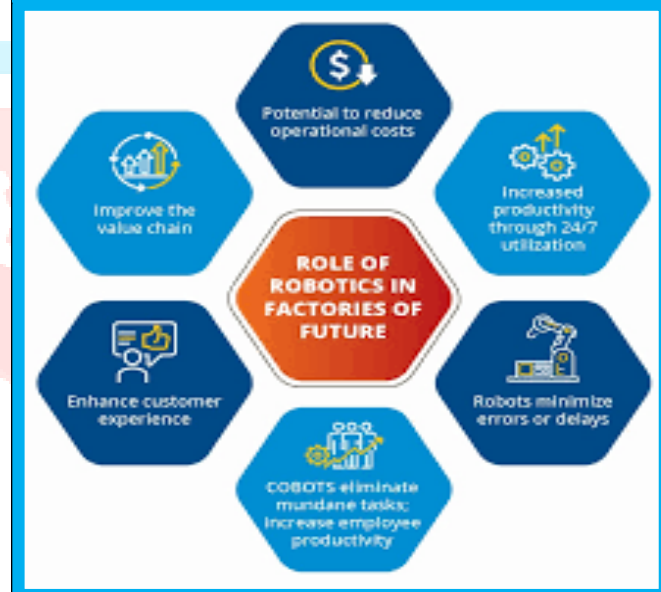 Potential to reduce
operational costs
Increased
productivity
through 24/7
utilization
Robots minimize
errors or delays
COBOTS eliminate
mundane tasks;
increase employee
productivity
Enhance customer
experience
Improve the
value chain
ROLE OF
ROBOTICS IN
FACTORIES OF
FUTURE